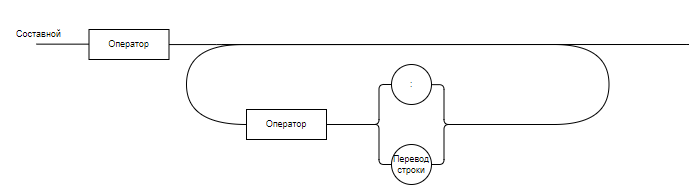 Составной
Оператор
:
Оператор
Перевод
строки